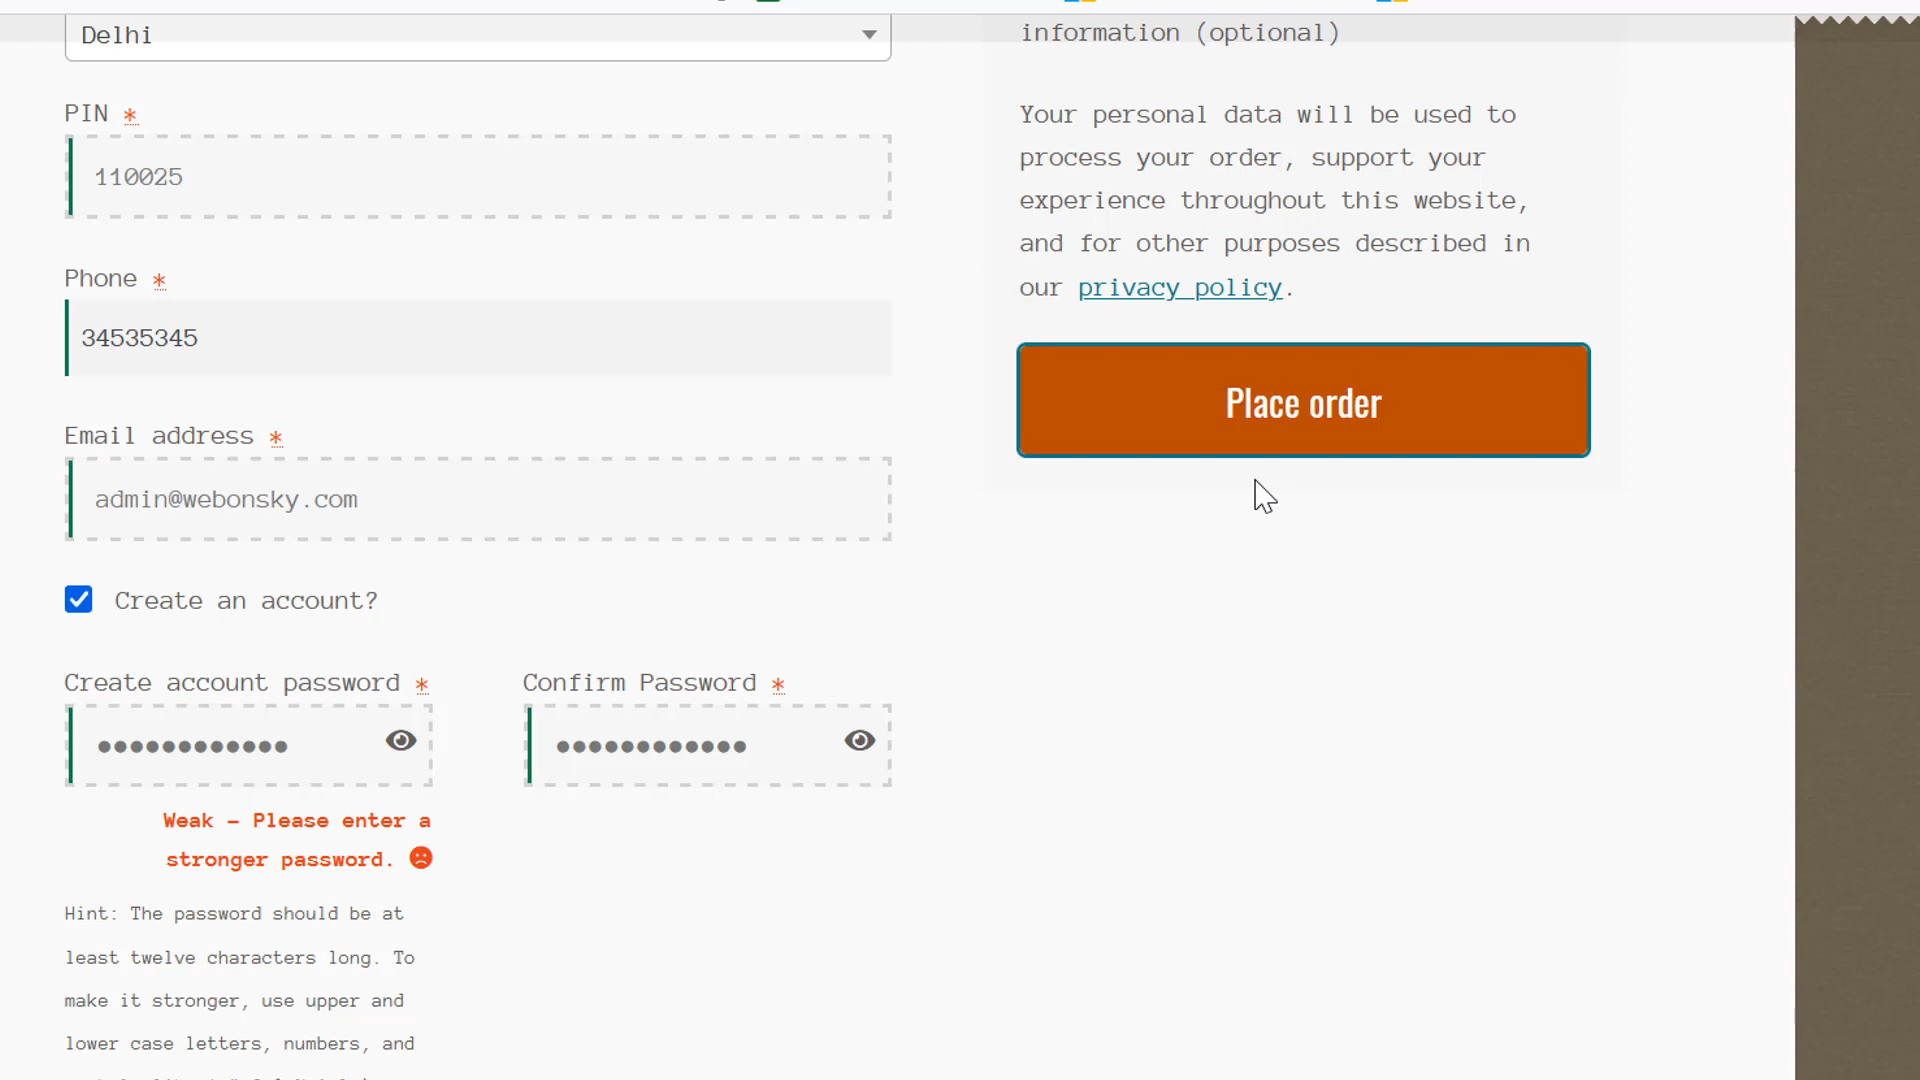 Delhi
PIN *
110025
Phone *
34535345
Email address *
admin@webonsky.com
Create an account?
Create account password *
Confirm Password *
Weak – Please enter a
stronger password.
Hint: The password should be at
least twelve characters long. To
make it stronger, use upper and
lower case letters, numbers, and
information (optional)
Your personal data will be used to
process your order, support your
experience throughout this website,
and for other purposes described in
our privacy policy.
Place order